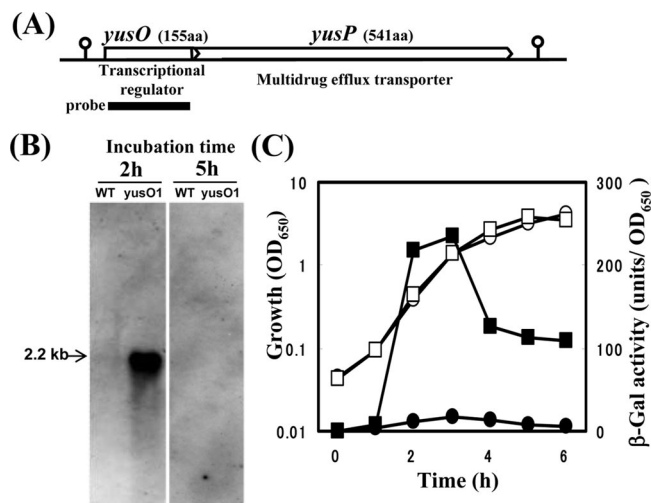 (A)
yusO (155aa) yusP (541aa)
Transcriptional regulator
Multidrug efflux transporter
probe
(B)
Incubation time
2h 5h
WT yusO1 WT yusO1
2.2 kb
(C)
Growth (OD650)
10
1
0.1
0.01
β-Gal activity (units/ OD650)
300
200
100
0
0 2 4 6
Time (h)